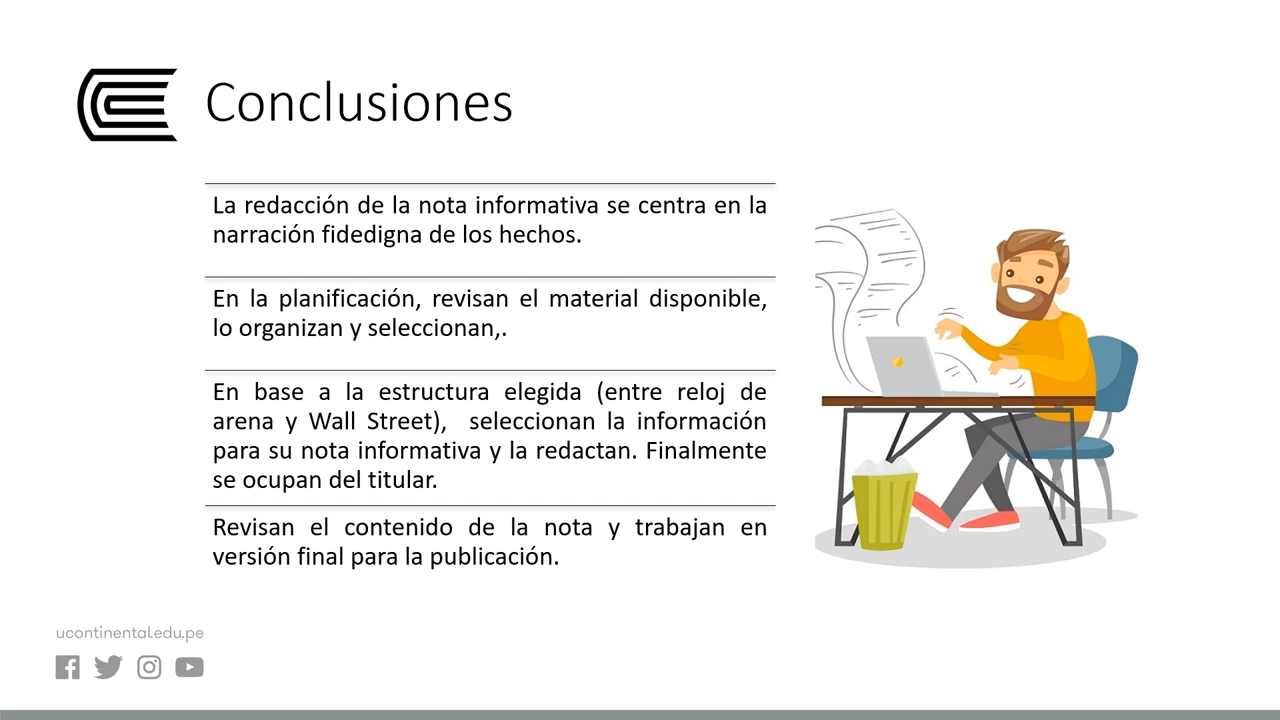 Conclusiones
La redacción de la nota informativa se centra en la
narración fidedigna de los hechos.
En la planificación, revisan el material disponible,
lo organizan y seleccionan,.
En base a la estructura elegida (entre reloj de
arena y Wall Street),  seleccionan la información
para su nota informativa y la redactan. Finalmente
se ocupan del titular.
Revisan el contenido de la nota y trabajan en
versión final para la publicación.
ucontinental.edu.pe